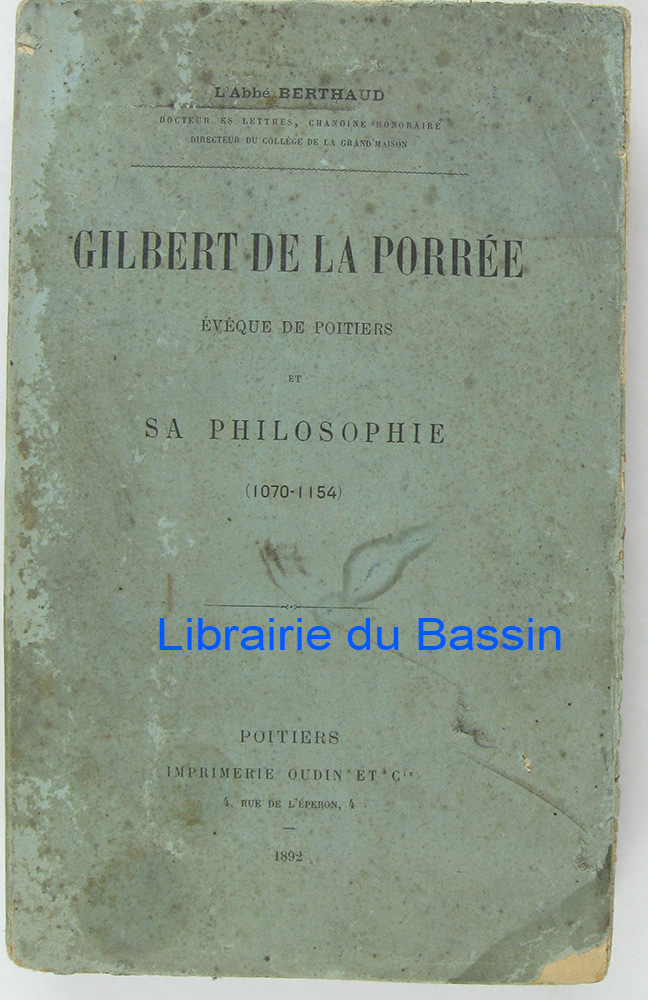 L'Abbé BERTHAUD
DOCTEUR ÈS LETTRES, CHANOINE HONORAIRE
DIRECTEUR DU COLLÈGE DE LA GRAND'MAISON
GILBERT DE LA PORRÉE
ÉVÊQUE DE POITIERS
ET
SA PHILOSOPHIE
(1070-1154)
Librairie du Bassin
POITIERS
IMPRIMERIE OUDIN ET Cie
4, RUE DE L'ÉPERON, 4
1892